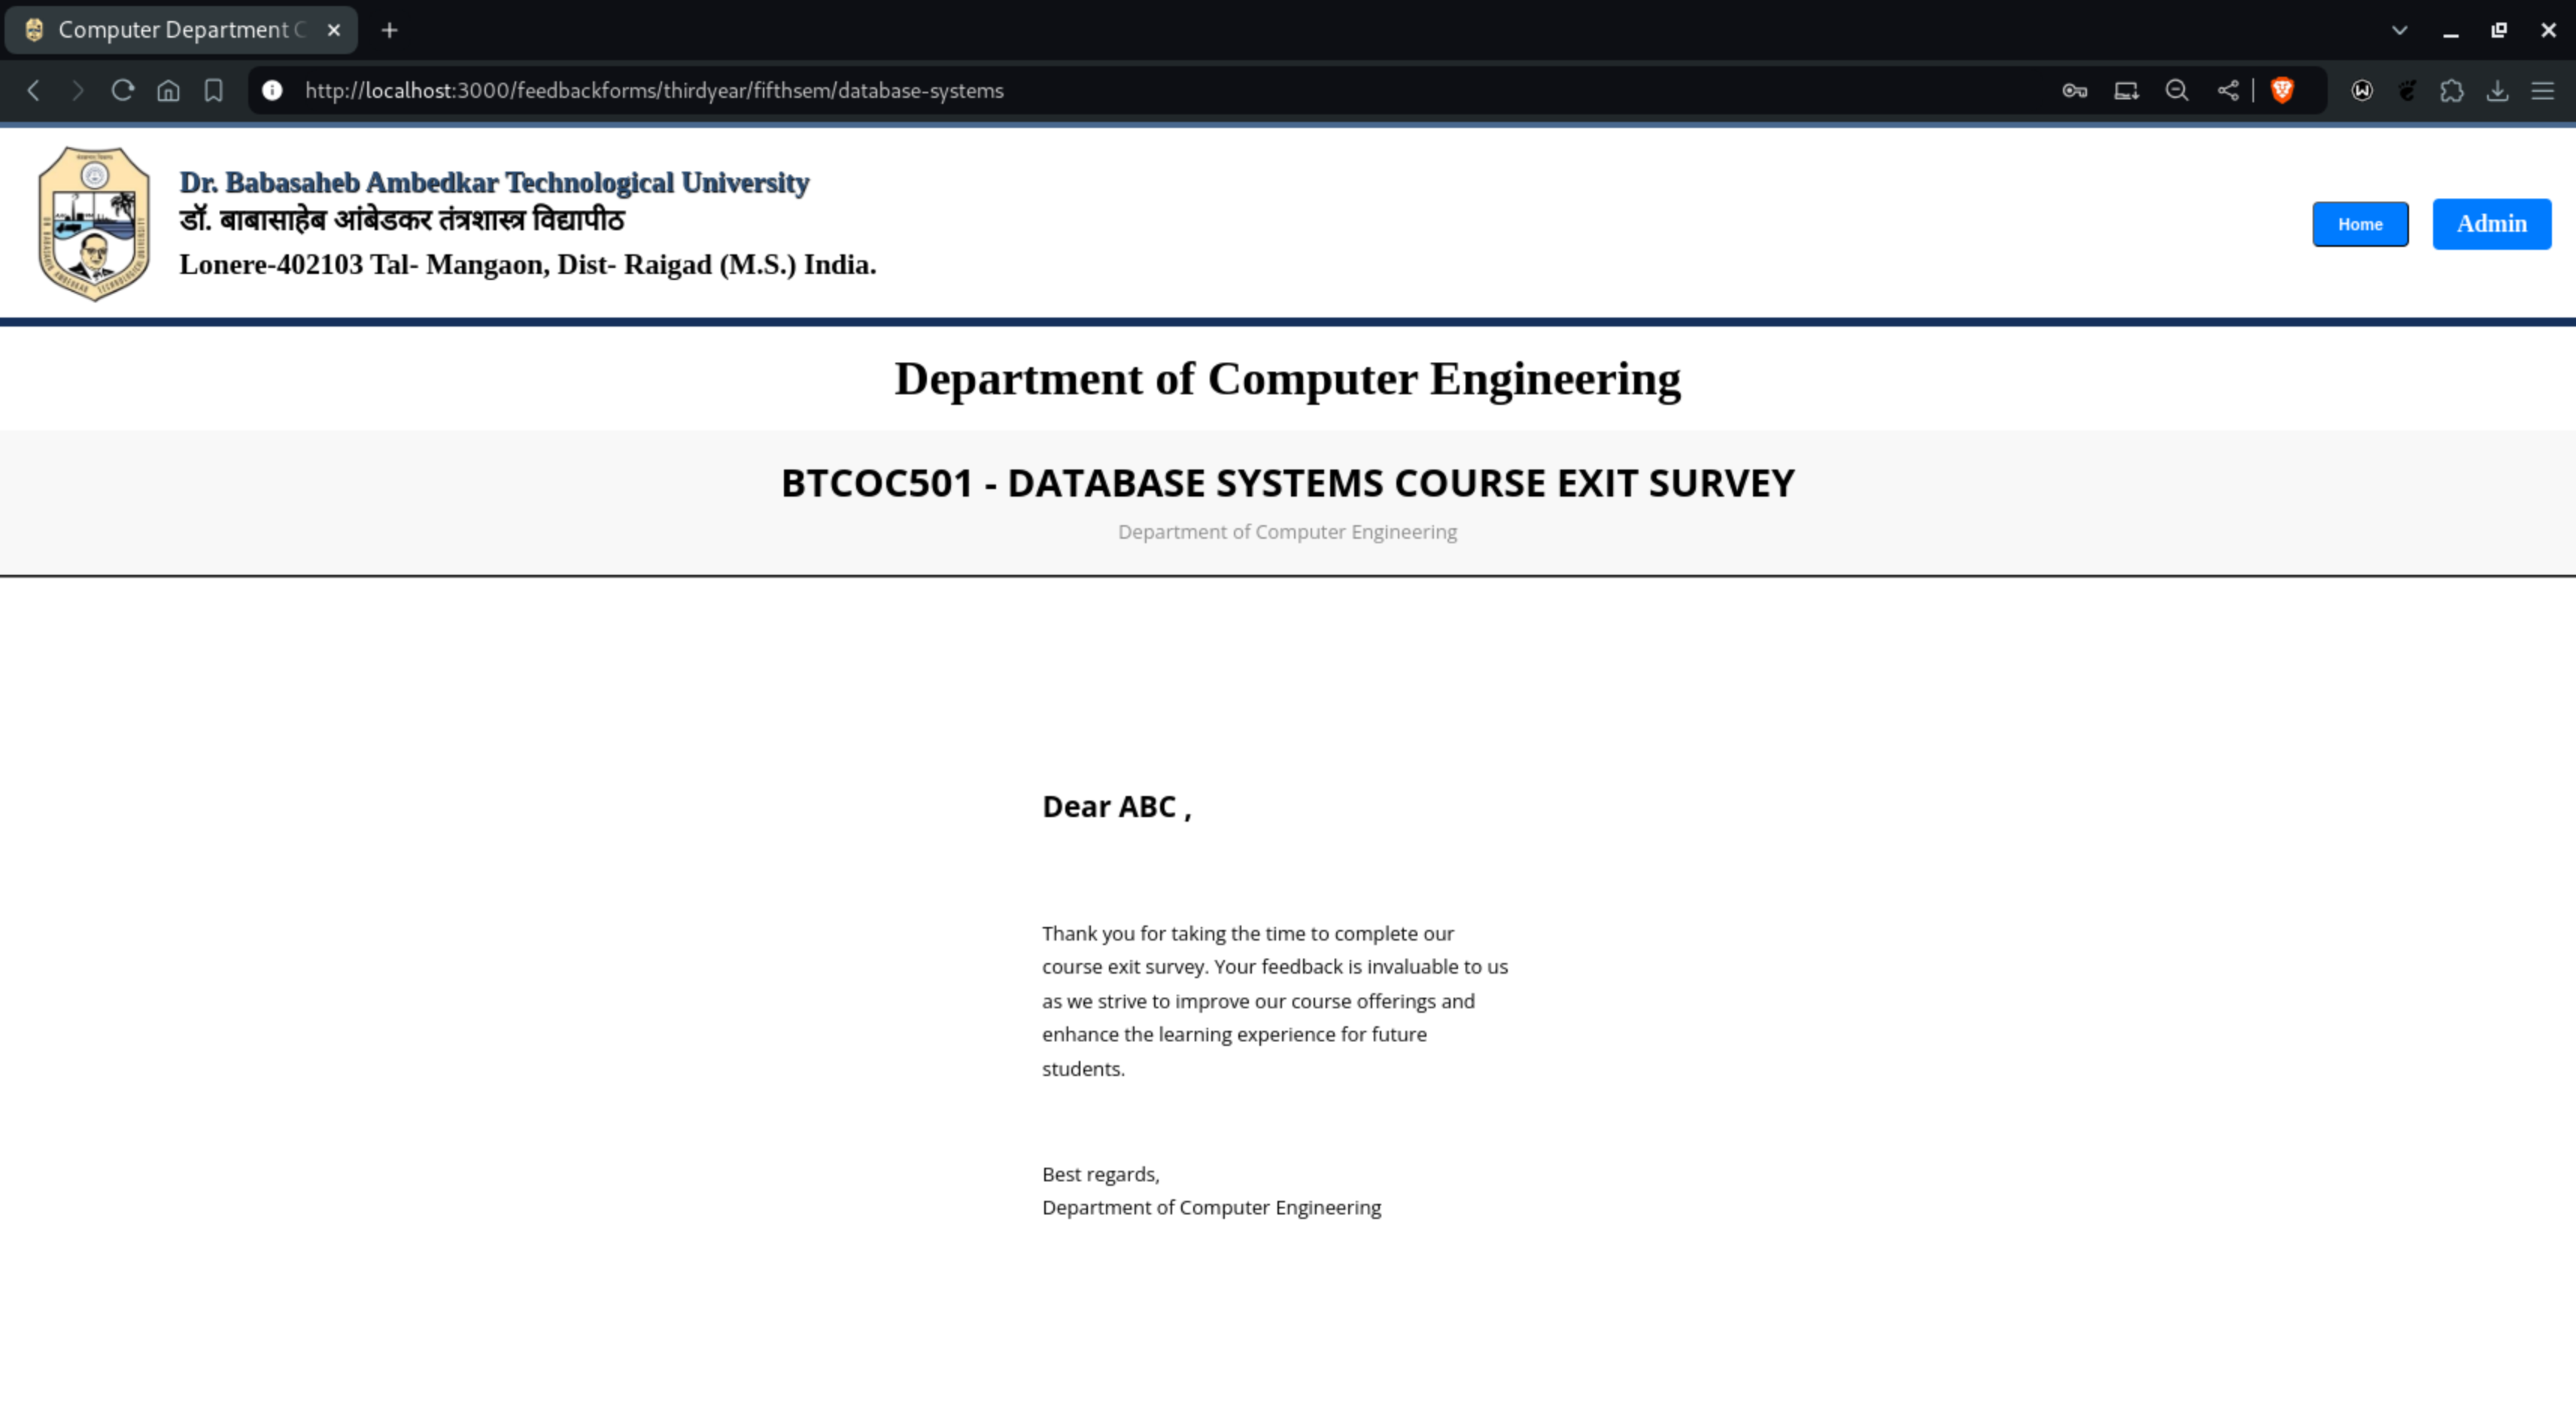 Computer Department C
http://localhost:3000/feedbackforms/thirdyear/fifthsem/database-systems
Dr. Babasaheb Ambedkar Technological University
डॉ. बाबासाहेब आंबेडकर तंत्रशास्त्र विद्यापीठ
Lonere-402103 Tal- Mangaon, Dist- Raigad (M.S.) India.
Home
Admin
Department of Computer Engineering
BTCOC501 - DATABASE SYSTEMS COURSE EXIT SURVEY
Department of Computer Engineering
Dear ABC ,
Thank you for taking the time to complete our
course exit survey. Your feedback is invaluable to us
as we strive to improve our course offerings and
enhance the learning experience for future
students.
Best regards,
Department of Computer Engineering